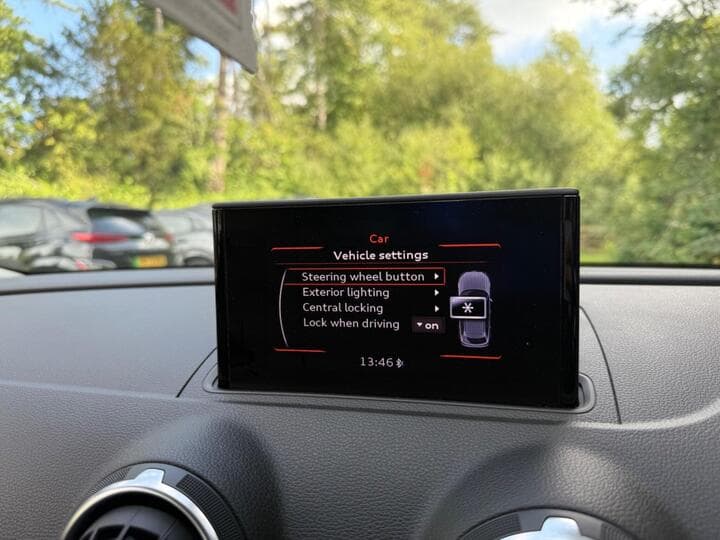 Car
Vehicle settings
Steering wheel button
Exterior lighting
Central locking
Lock when driving on
13:46